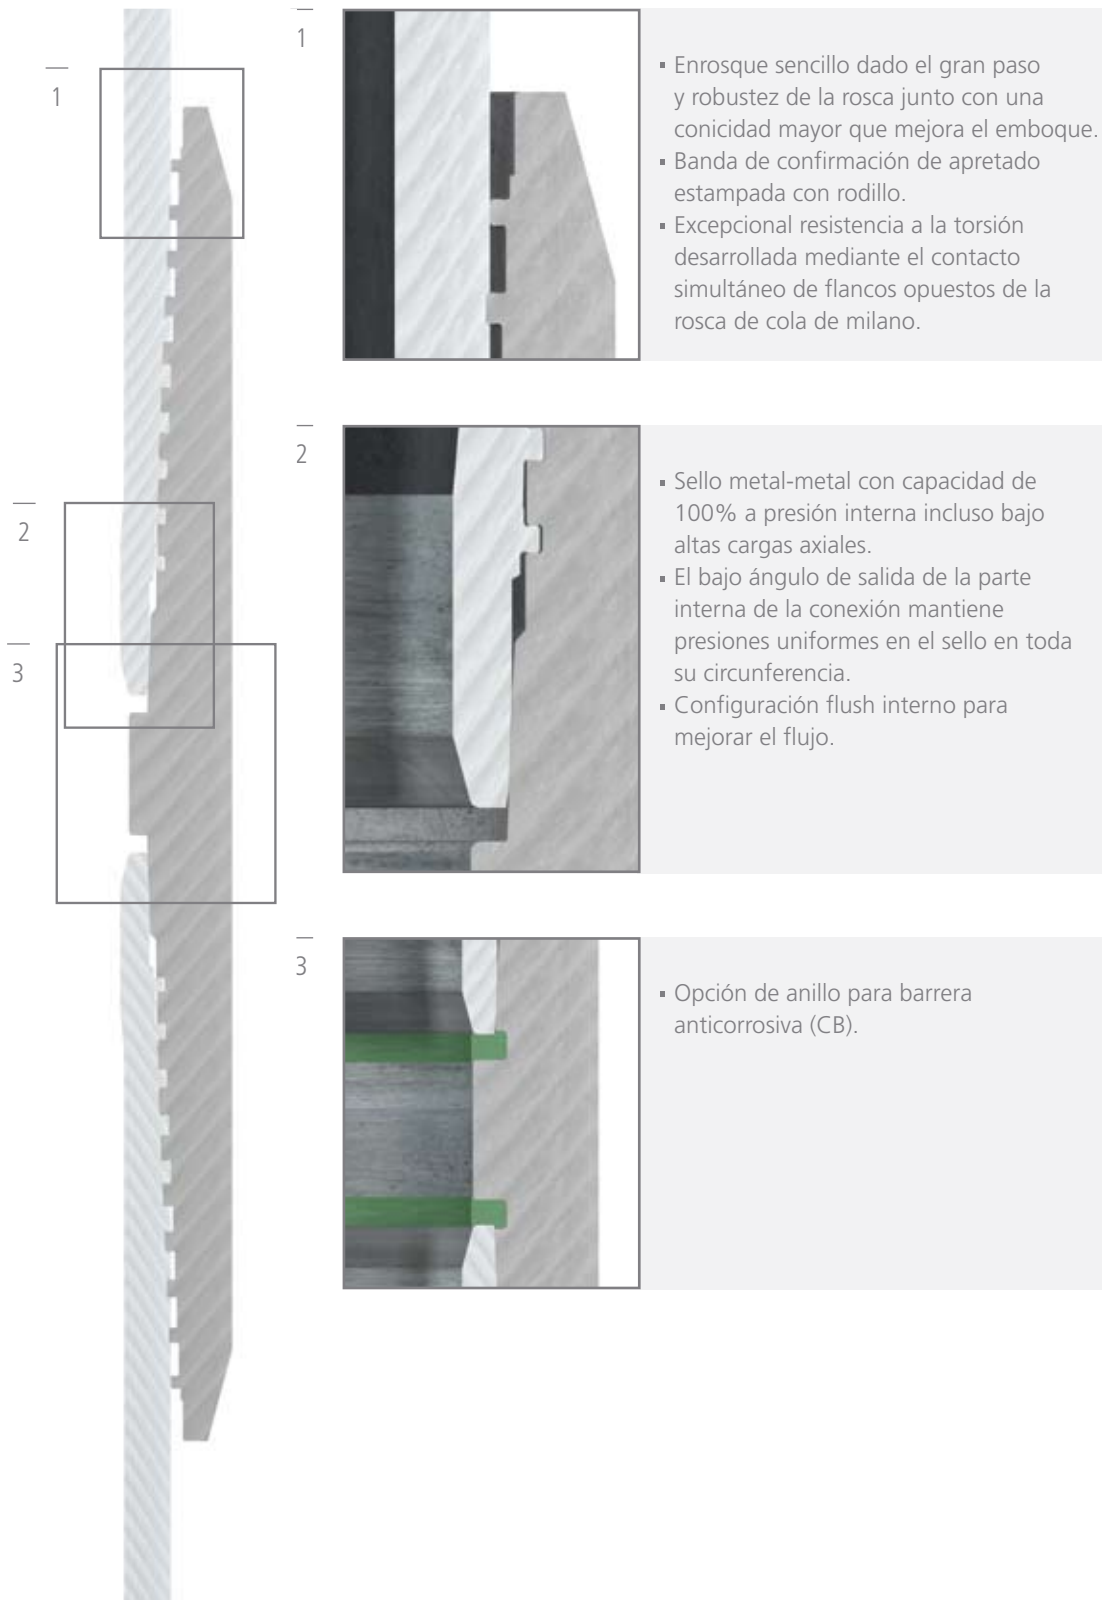 1
2
3
1
▪ Enrosque sencillo dado el gran paso
y robustez de la rosca junto con una
conicidad mayor que mejora el emboque.
▪ Banda de confirmación de apretado
estampada con rodillo.
▪ Excepcional resistencia a la torsión
desarrollada mediante el contacto
simultáneo de flancos opuestos de la
rosca de cola de milano.
2
▪ Sello metal-metal con capacidad de
100% a presión interna incluso bajo
altas cargas axiales.
▪ El bajo ángulo de salida de la parte
interna de la conexión mantiene
presiones uniformes en el sello en toda
su circunferencia.
▪ Configuración flush interno para
mejorar el flujo.
3
▪ Opción de anillo para barrera
anticorrosiva (CB).